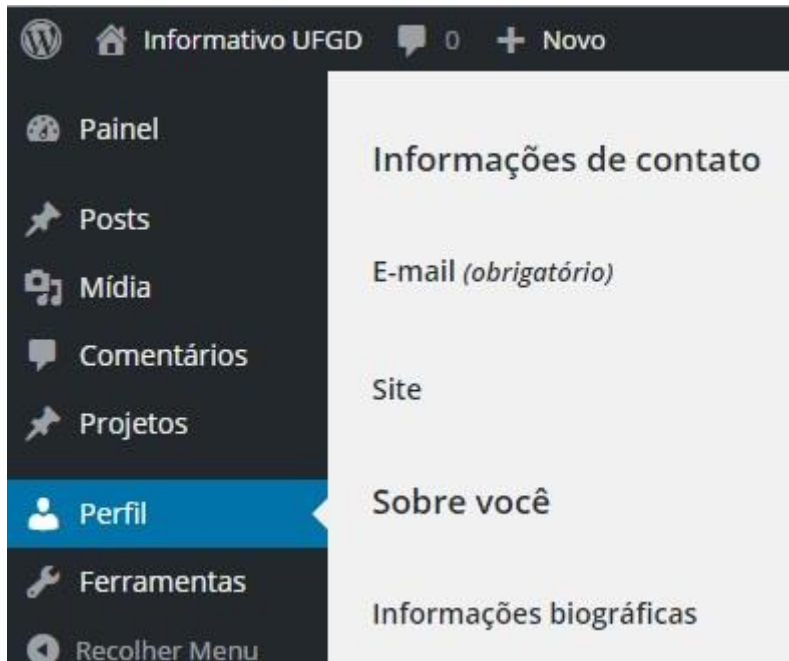 Informativo UFGD 0 + Novo
Painel
Posts
Mídia
Comentários
Projetos
Perfil
Ferramentas
Recolher Menu
Informações de contato
E-mail (obrigatório)
Site
Sobre você
Informações biográficas